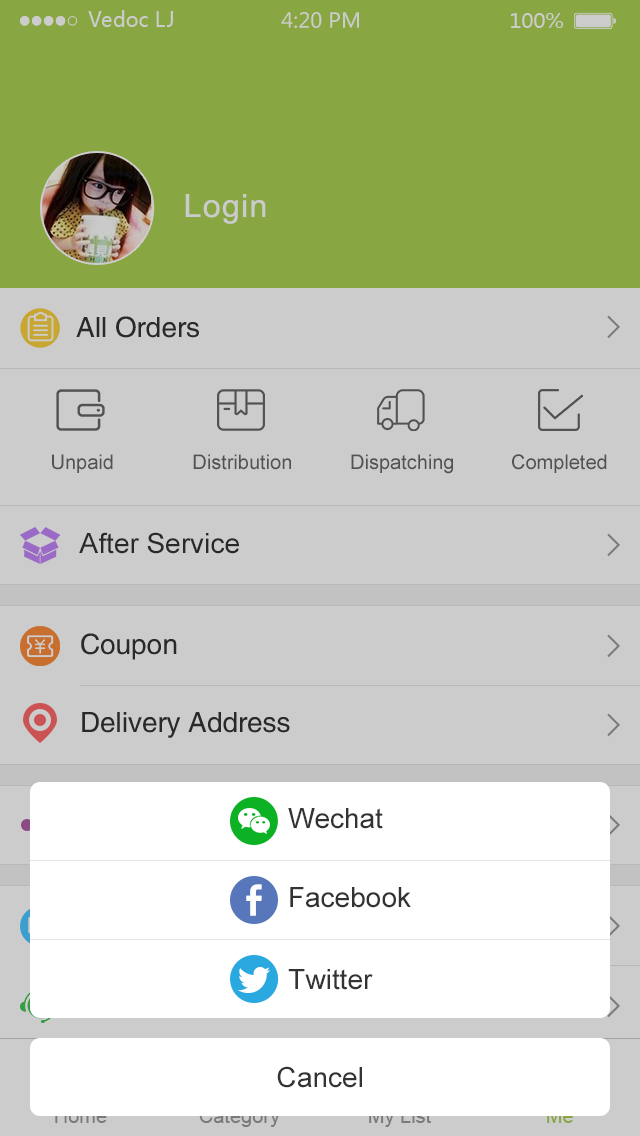 Vedoc LJ 4:20 PM 100%
Login
All Orders
Unpaid Distribution Dispatching Completed
After Service
Coupon
Delivery Address
Wechat
Facebook
Twitter
Cancel
Home Category My List Me